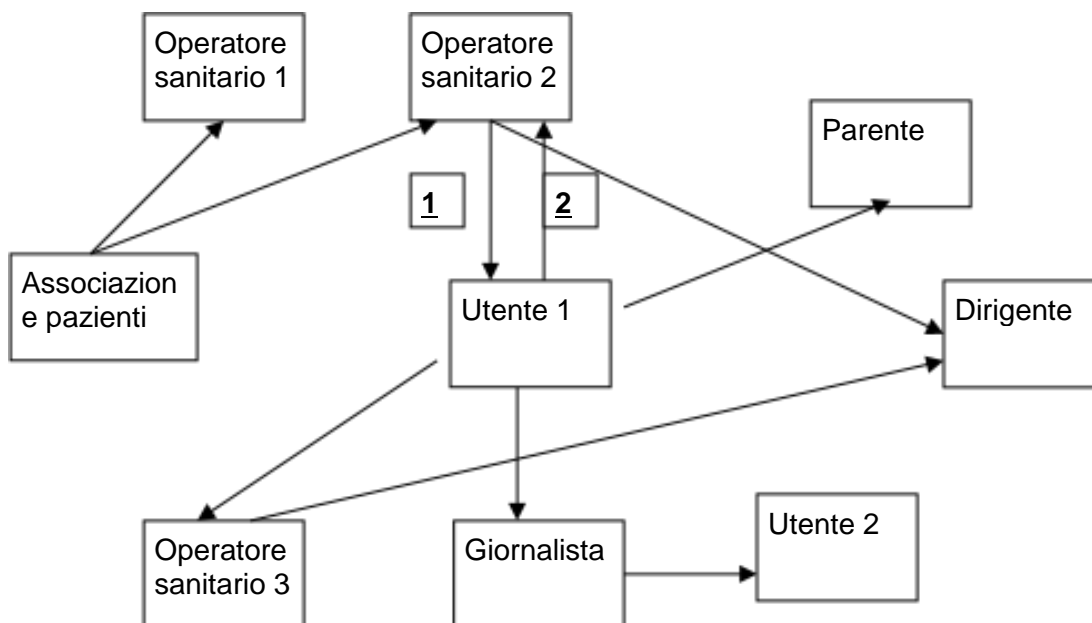 Operatore
sanitario 1
Operatore
sanitario 2
Parente
1
2
Associazion
e pazienti
Utente 1
Dirigente
Operatore
sanitario 3
Giornalista
Utente 2